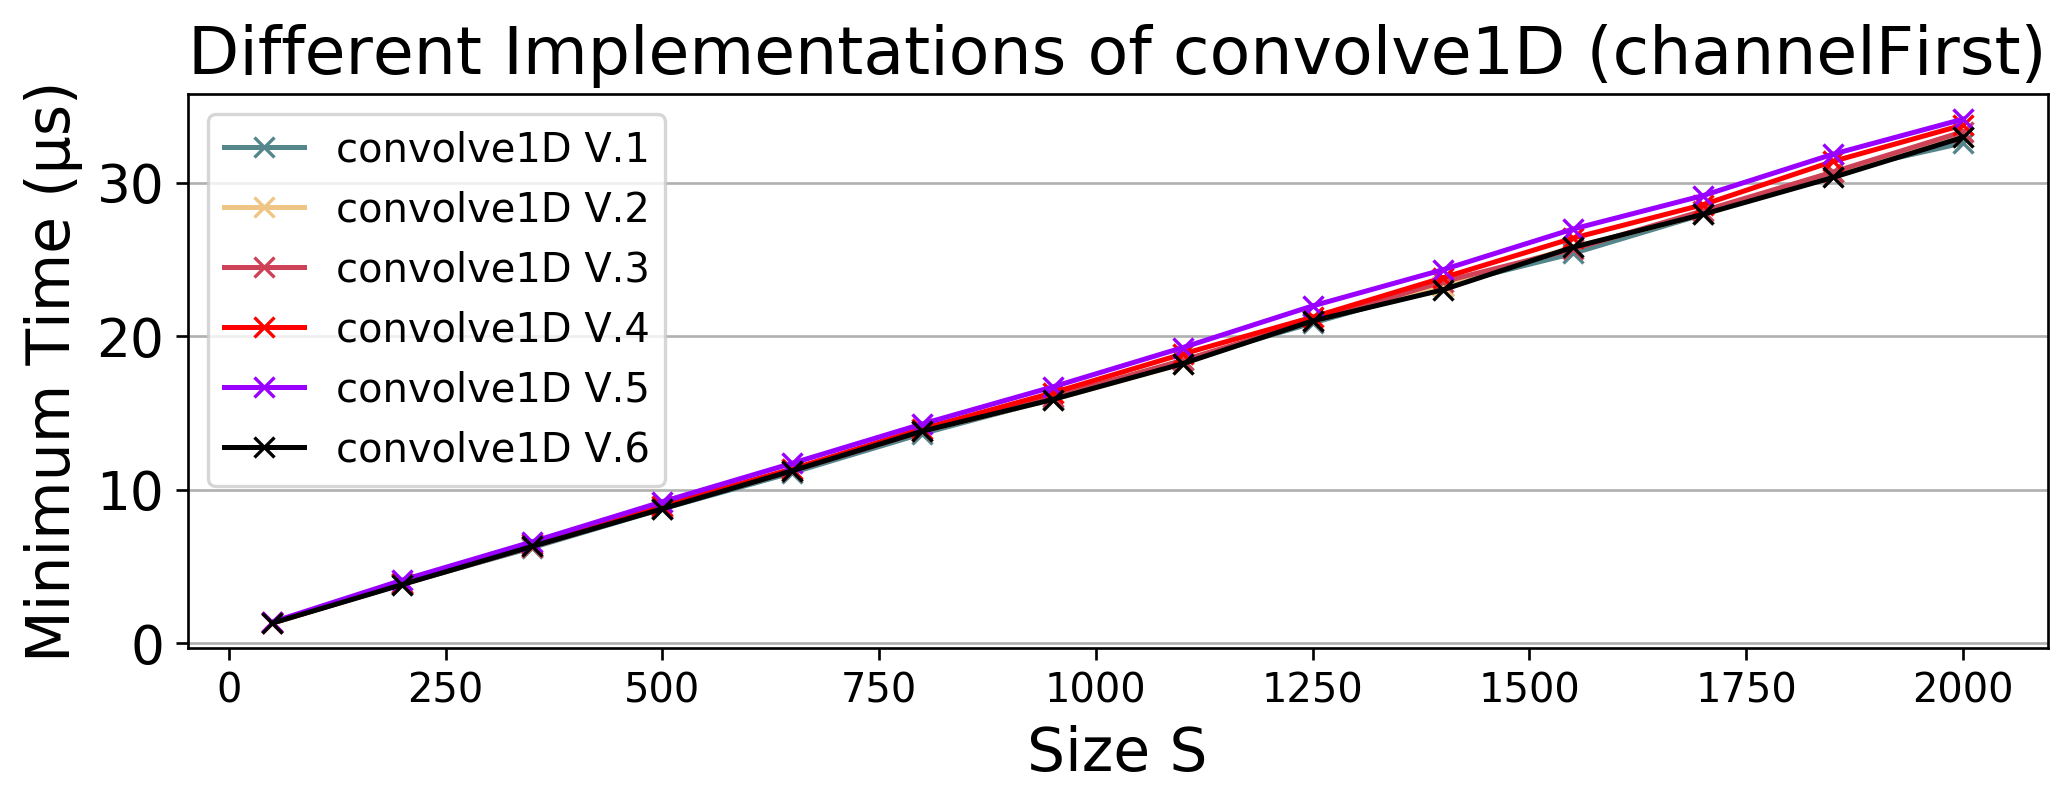 Different Implementations of convolve1D (channelFirst)
Minimum Time (µs)
30
20
10
0
convolve1D V.1
convolve1D V.2
convolve1D V.3
convolve1D V.4
convolve1D V.5
convolve1D V.6
0 250 500 750 1000 1250 1500 1750 2000
Size S